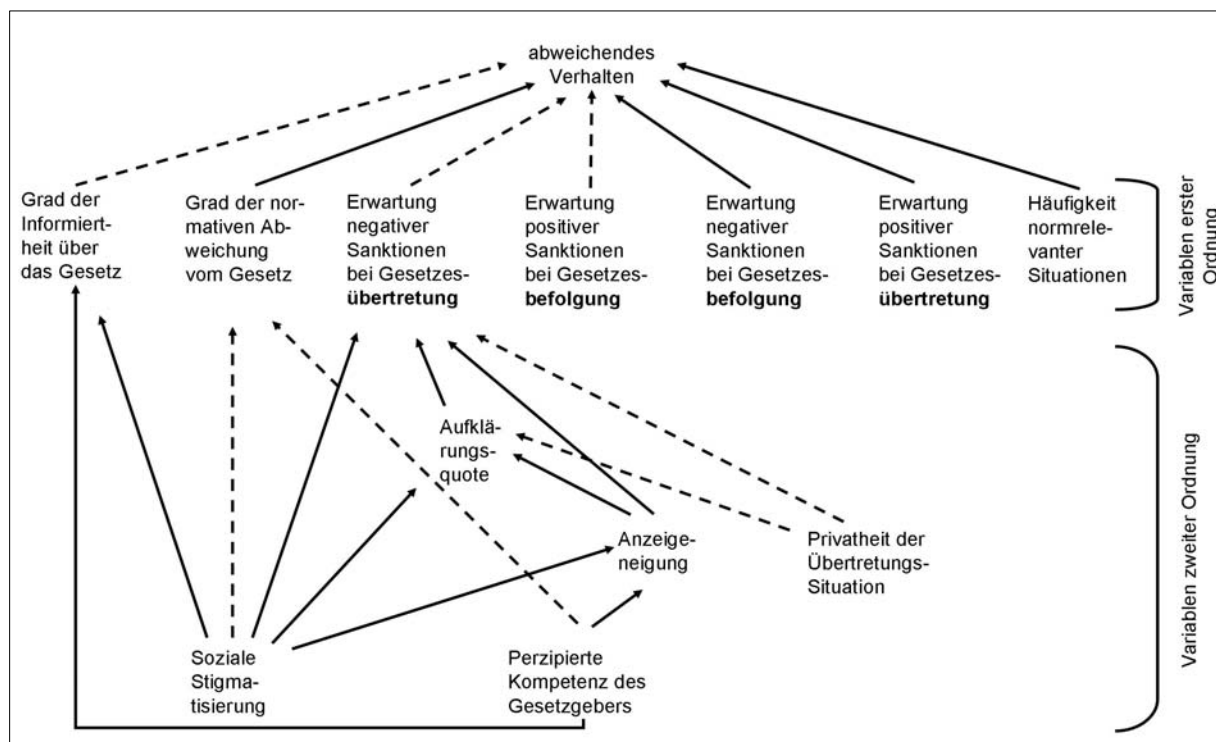 abweichendes
Verhalten
Grad der
Informiert-
heit über
das Gesetz
Grad der nor-
mativen Ab-
weichung
vom Gesetz
Erwartung
negativer
Sanktionen
bei Gesetzes-
übertretung
Erwartung
positiver
Sanktionen
bei Gesetzes-
befolgung
Erwartung
negativer
Sanktionen
bei Gesetzes-
befolgung
Erwartung
positiver
Sanktionen
bei Gesetzes-
übertretung
Häufigkeit
normrele-
vanter
Situationen
Variablen erster
Ordnung
Aufklä-
rungs-
quote
Anzeige-
neigung
Privatheit der
Übertretungs-
Situation
Soziale
Stigma-
tisierung
Perzipierte
Kompetenz des
Gesetzgebers
Variablen zweiter Ordnung